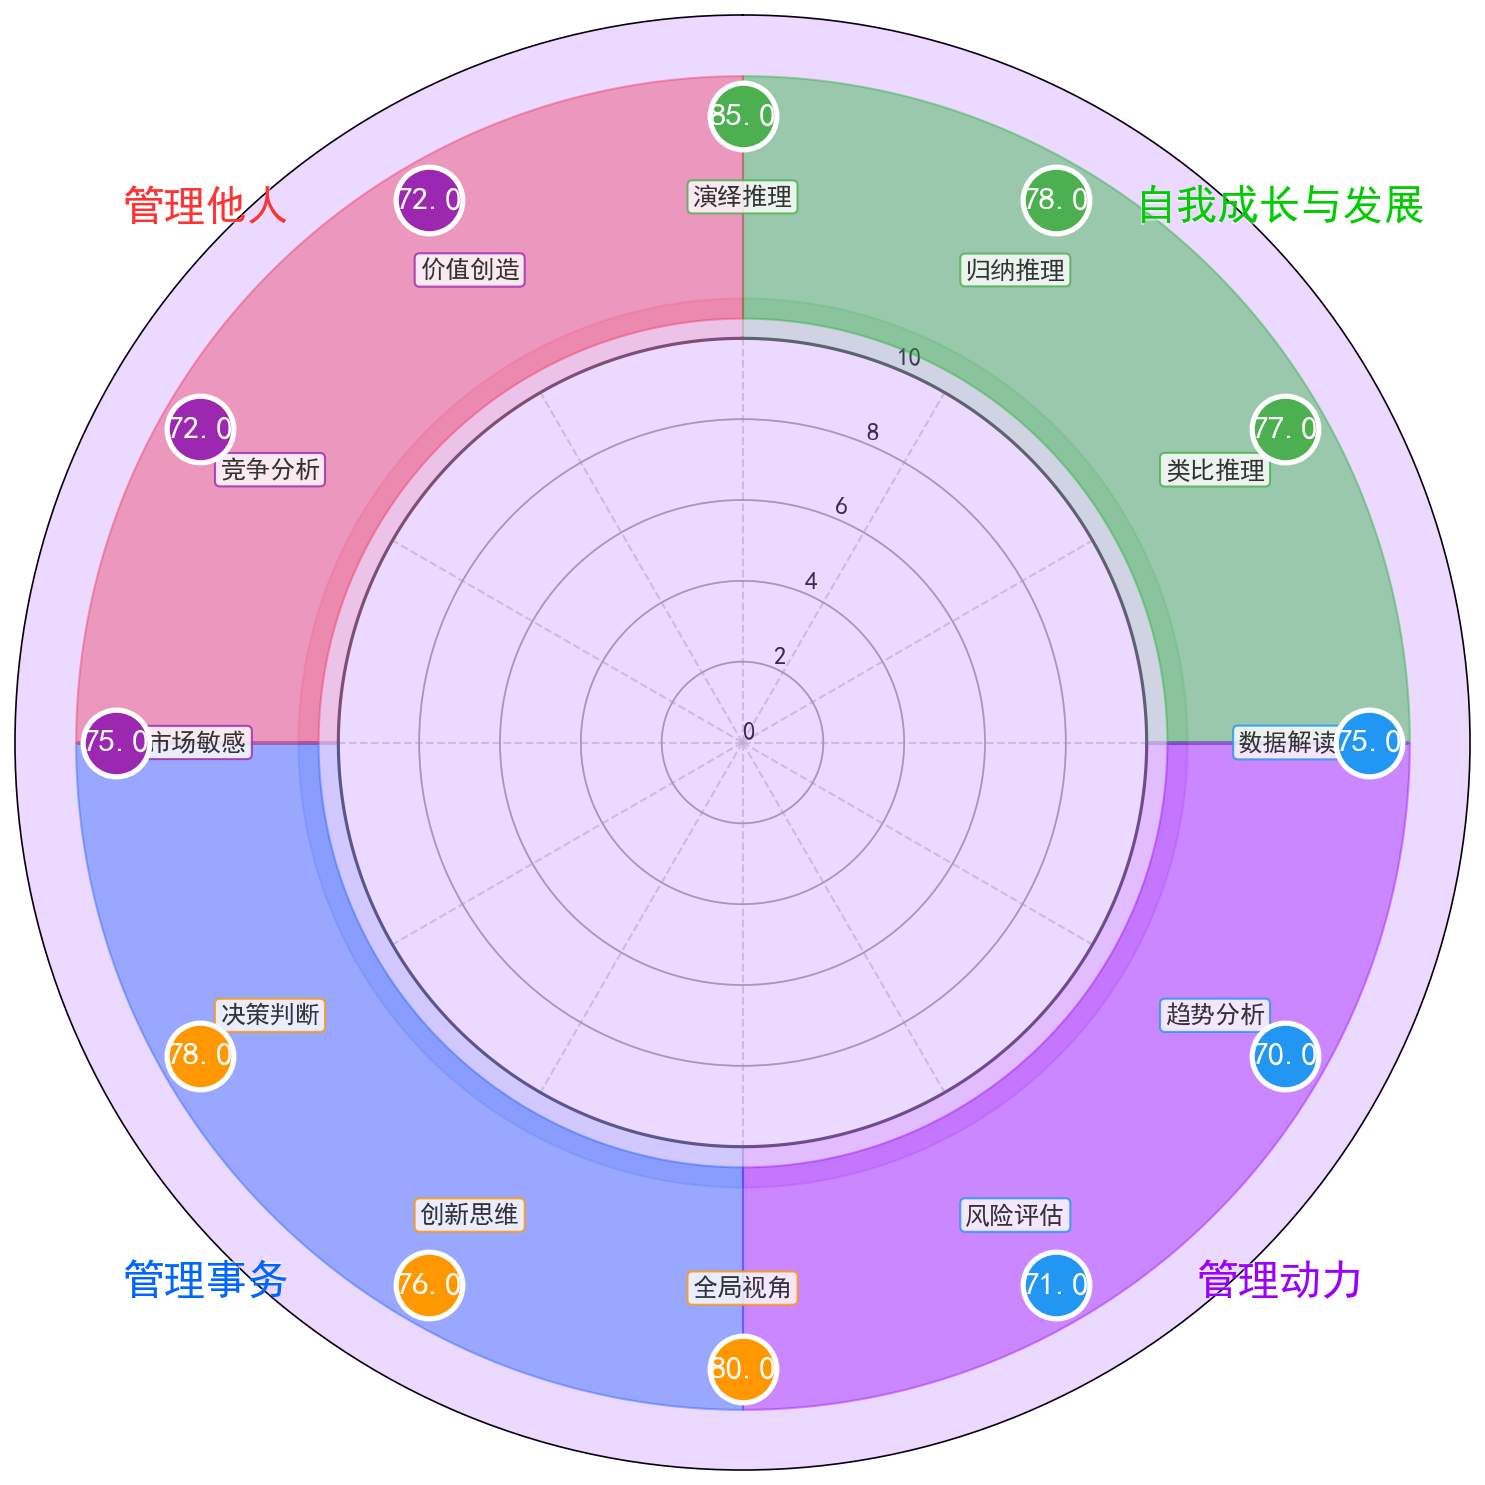 85.0
72.0
78.0
管理他人
自我成长与发展
演绎推理
价值创造
归纳推理
10
72.0
8
77.0
竞争分析
类比推理
6
4
2
0
75.0
市场敏感
数据解读
75.0
决策判断
趋势分析
78.0
70.0
创新思维
风险评估
管理事务
76.0
全局视角
71.0
管理动力
80.0